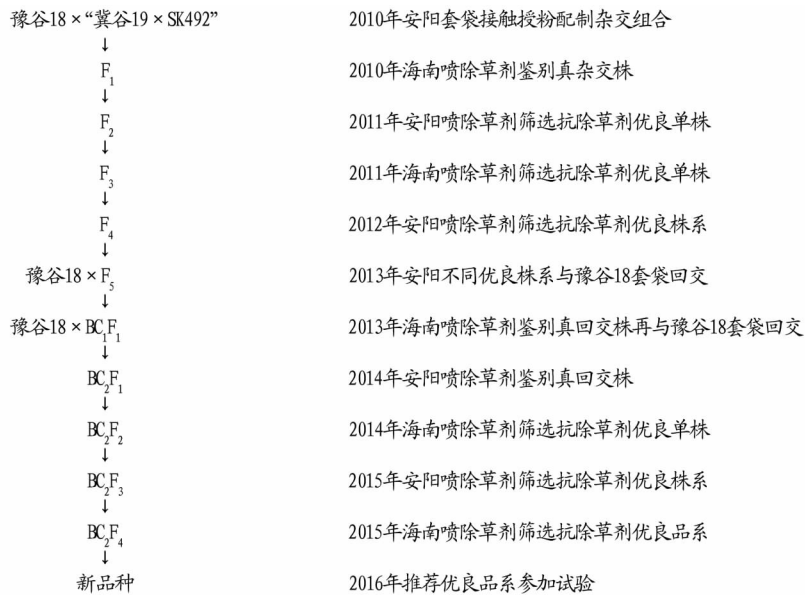 豫谷18×“冀谷19×SK492” 2010年安阳套袋接触授粉配制杂交组合
↓
F₁ 2010年海南喷除草剂鉴别真杂交株
↓
F₂ 2011年安阳喷除草剂筛选抗除草剂优良单株
↓
F₃ 2011年海南喷除草剂筛选抗除草剂优良单株
↓
F₄ 2012年安阳喷除草剂筛选抗除草剂优良株系
↓
豫谷18×F₅ 2013年安阳不同优良株系与豫谷18套袋回交
↓
豫谷18×BC₁F₁ 2013年海南喷除草剂鉴别真回交株再与豫谷18套袋回交
↓
BC₂F₁ 2014年安阳喷除草剂鉴别真回交株
↓
BC₂F₂ 2014年海南喷除草剂筛选抗除草剂优良单株
↓
BC₂F₃ 2015年安阳喷除草剂筛选抗除草剂优良株系
↓
BC₂F₄ 2015年海南喷除草剂筛选抗除草剂优良品系
↓
新品种 2016年推荐优良品系参加试验